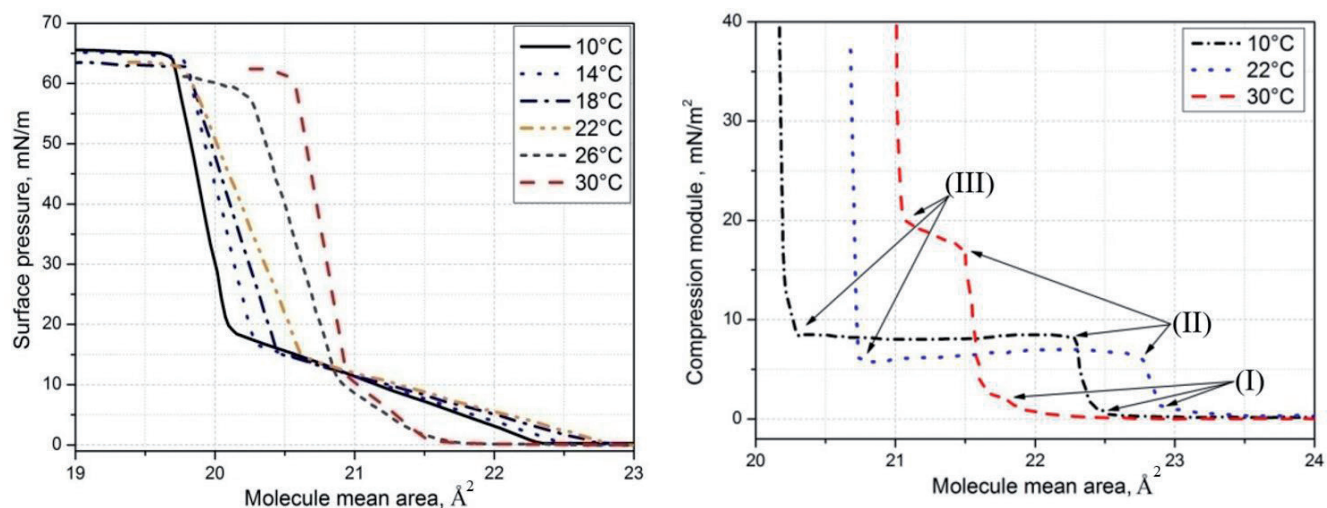 70
60
50
40
30
20
10
0
Surface pressure, mN/m
10°C
14°C
18°C
22°C
26°C
30°C
19 20 21 22 23
Molecule mean area, Å²
40
30
20
10
0
Compression module , mN/m²
10°C
22°C
30°C
(III)
(II)
(I)
20 21 22 23 24
Molecule mean area, Å²